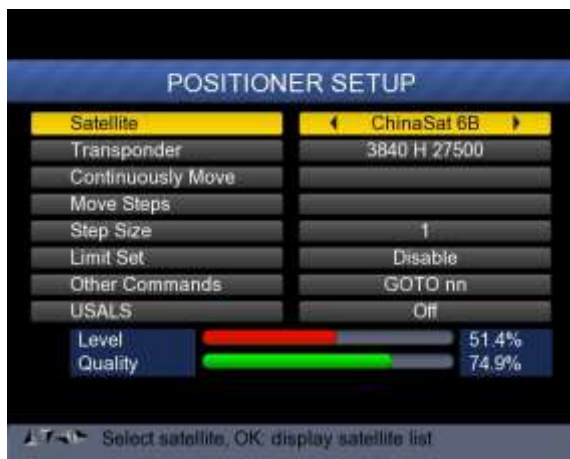 POSITIONER SETUP
Satellite ChinaSat 6B
Transponder 3840 H 27500
Continuously Move
Move Steps
Step Size 1
Limit Set Disable
Other Commands GOTO nn
USALS Off
Level 51.4%
Quality 74.9%
Select satellite, OK: display satellite list